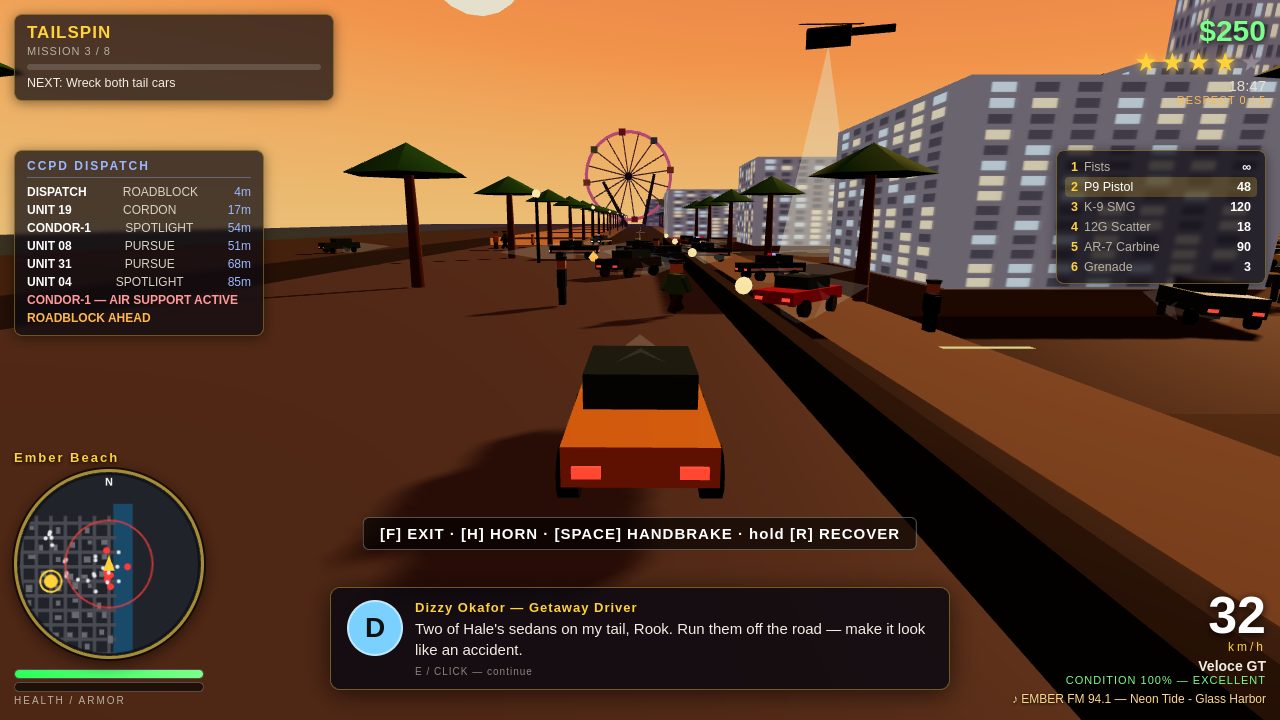 TAILSPIN
MISSION 3 / 8
NEXT: Wreck both tail cars
$250
★ ★ ★ ★
18:47
RESPECT 0 / 5
CCPD DISPATCH
DISPATCH ROADBLOCK 4m
UNIT 19 CORDON 17m
CONDOR-1 SPOTLIGHT 54m
UNIT 08 PURSUE 51m
UNIT 31 PURSUE 68m
UNIT 04 SPOTLIGHT 85m
CONDOR-1 — AIR SUPPORT ACTIVE
ROADBLOCK AHEAD
1 Fists ∞
2 P9 Pistol 48
3 K-9 SMG 120
4 12G Scatter 18
5 AR-7 Carbine 90
6 Grenade 3
Ember Beach
N
HEALTH / ARMOR
[F] EXIT · [H] HORN · [SPACE] HANDBRAKE · hold [R] RECOVER
D
Dizzy Okafor — Getaway Driver
Two of Hale's sedans on my tail, Rook. Run them off the road — make it look
like an accident.
E / CLICK — continue
32
km/h
Veloce GT
CONDITION 100% — EXCELLENT
♪ EMBER FM 94.1 — Neon Tide - Glass Harbor